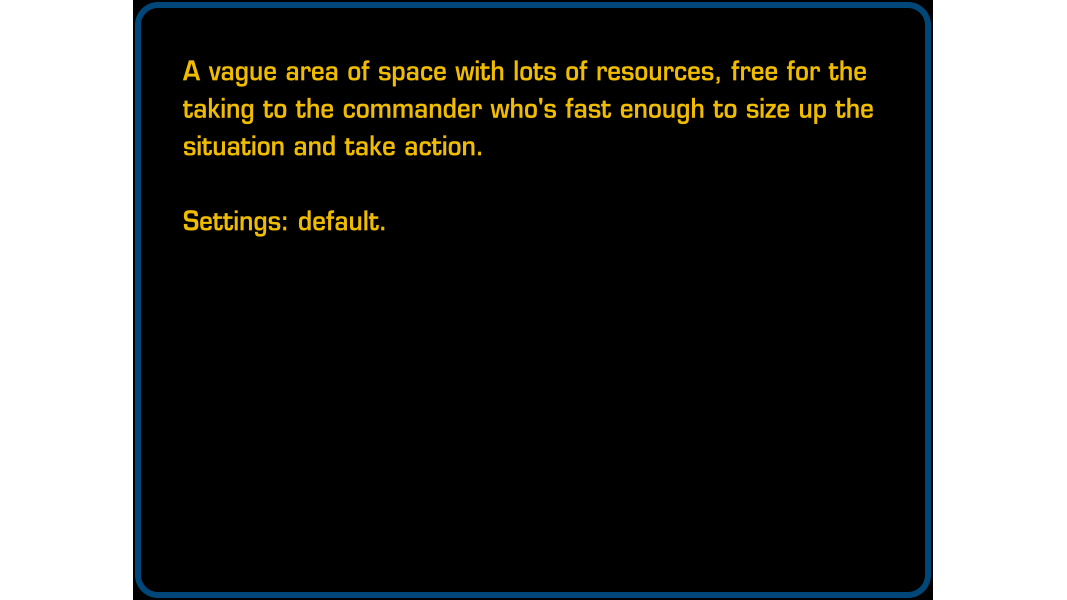 A vague area of space with lots of resources, free for the
taking to the commander who's fast enough to size up the
situation and take action.
Settings: default.